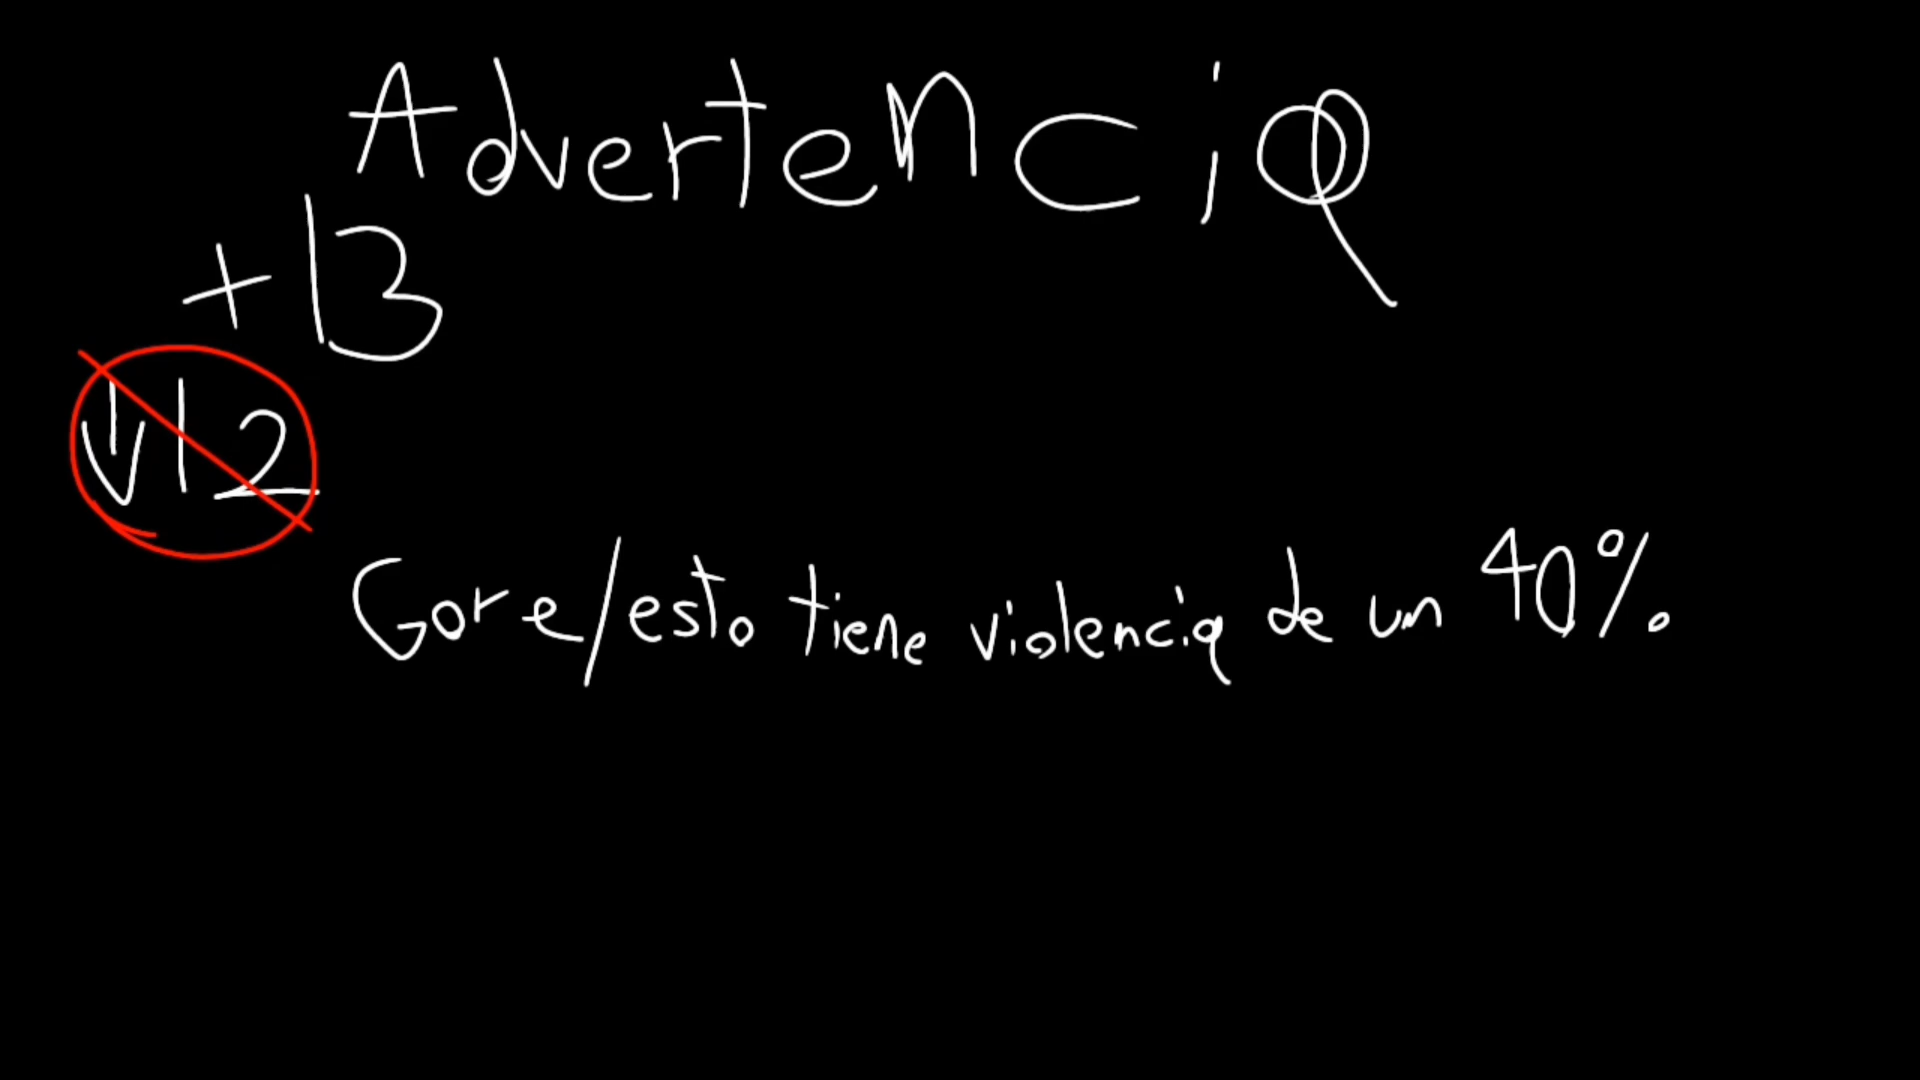 Advertencia
+13
↓12
Gore/esto tiene violencia de un 40%.